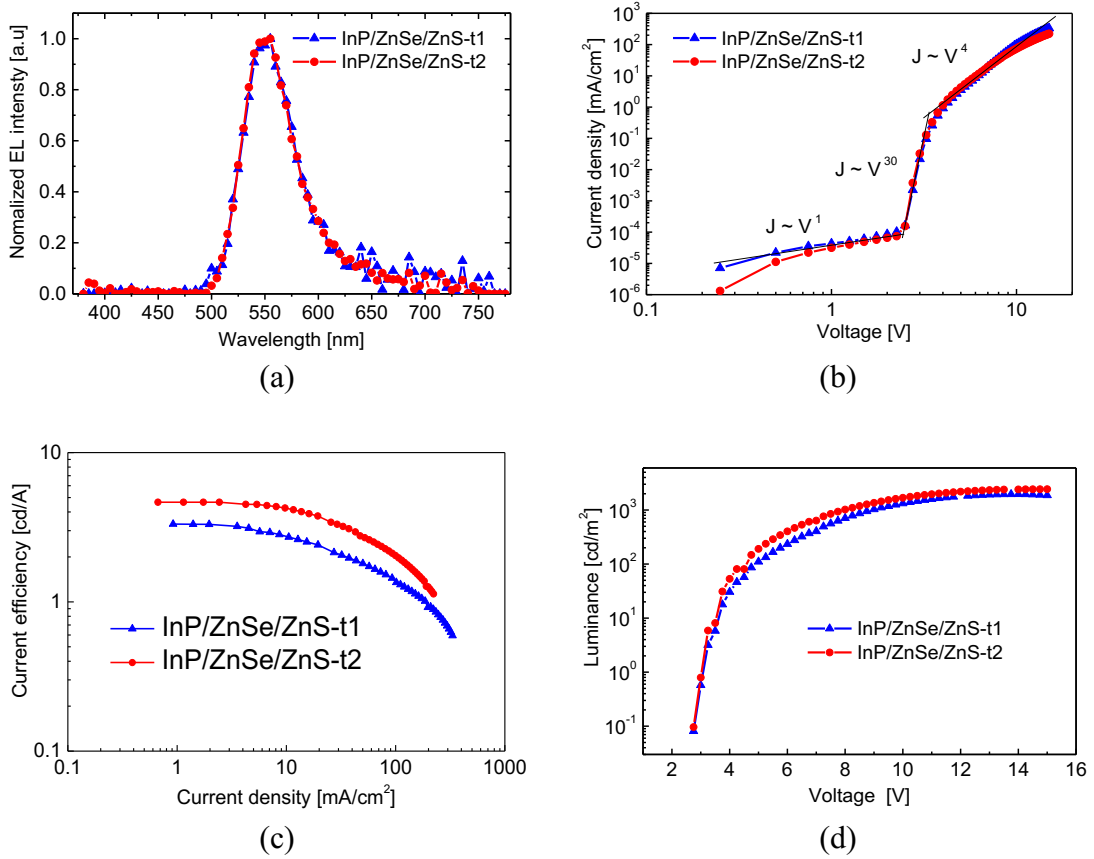 1.0
0.8
0.6
0.4
0.2
0.0
Nomalized EL intensty [a.u]
InP/ZnSe/ZnS-t1
InP/ZnSe/ZnS-t2
400 450 500 550 600 650 700 750
Wavelength [nm]
(a)
10³
10²
10¹
10⁰
10⁻¹
10⁻²
10⁻³
10⁻⁴
10⁻⁵
10⁻⁶
Current density [mA/cm²]
InP/ZnSe/ZnS-t1
InP/ZnSe/ZnS-t2
J ~ V⁴
J ~ V³⁰
J ~ V¹
0.1 1 10
Voltage [V]
(b)
10
1
0.1
Current efficiency [cd/A]
InP/ZnSe/ZnS-t1
InP/ZnSe/ZnS-t2
0.1 1 10 100 1000
Current density [mA/cm²]
(c)
10³
10²
10¹
10⁰
10⁻¹
Luminance [cd/m²]
InP/ZnSe/ZnS-t1
InP/ZnSe/ZnS-t2
2 4 6 8 10 12 14 16
Voltage [V]
(d)